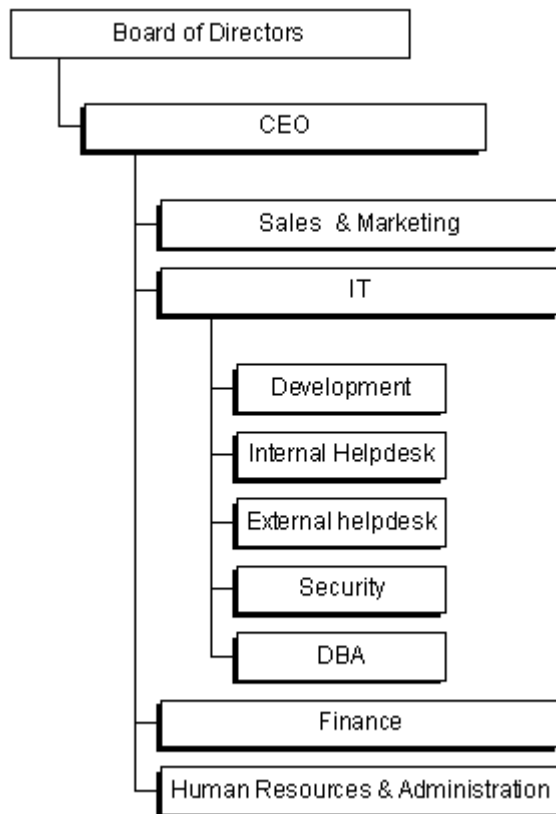 Board of Directors
CEO
Sales & Marketing
IT
Development
Internal Helpdesk
External helpdesk
Security
DBA
Finance
Human Resources & Administration